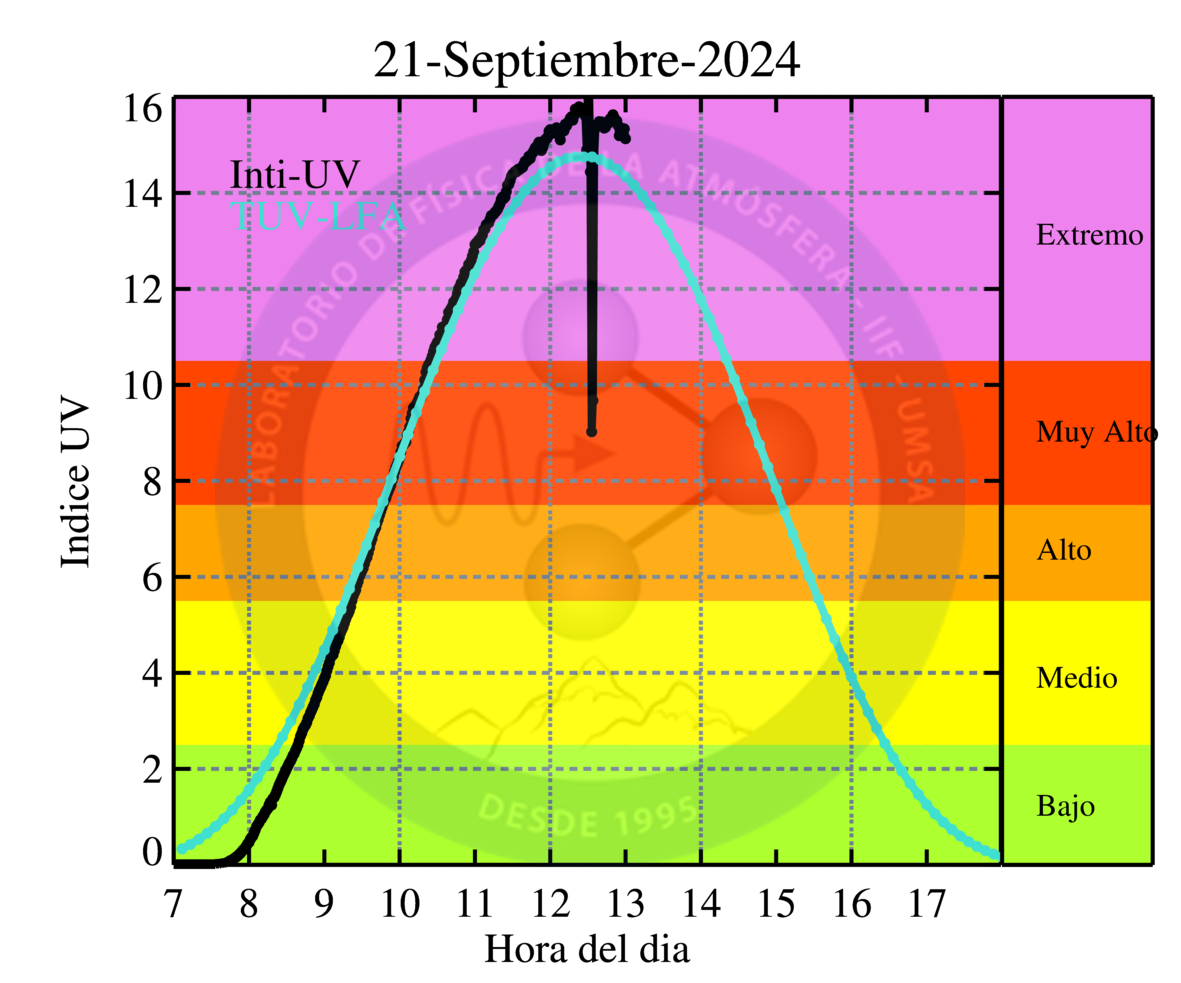 21-Septiembre-2024
Inti-UV
TUV-LFA
LABORATORIO DE FÍSICA DE LA ATMÓSFERA - IIF - UMSA
DESDE 1995
Indice UV
16
14
12
10
8
6
4
2
0
Extremo
Muy Alto
Alto
Medio
Bajo
7 8 9 10 11 12 13 14 15 16 17
Hora del dia